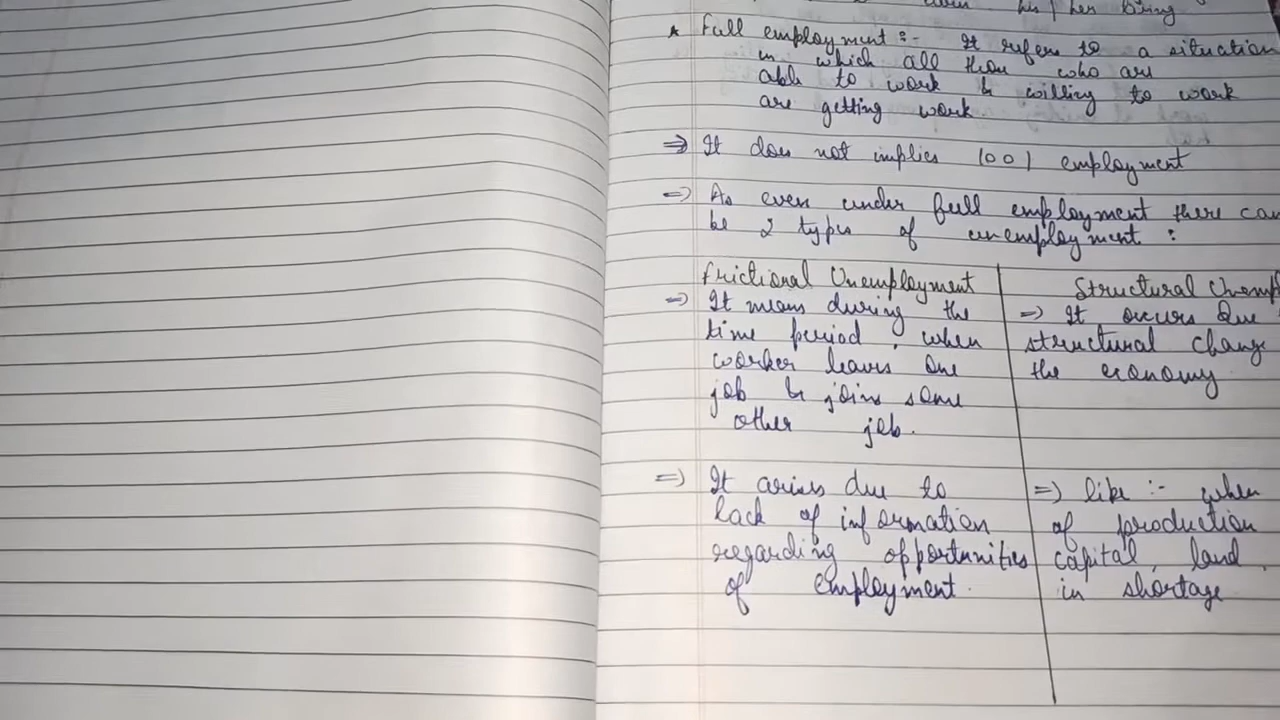 his/her being
* Full employment :- It refers to a situation
in which all those who are
able to work & willing to work
are getting work
=> It does not implies 100% employment
=> As even under full employment there can
be 2 types of unemployment :
Frictional Unemployment
=> It means during the
time period, when
worker leaves one
job & joins some
other job.
=> It arises due to
lack of information
regarding opportunities
of employment.
Structural Unempl
=> It occurs due
structural change
the economy
=> like :- when
of production
capital, land,
in shortage